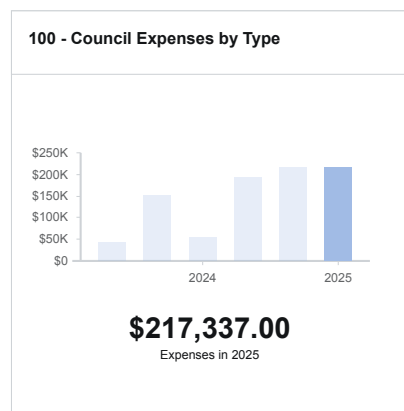 100 - Council Expenses by Type
$250K
$200K
$150K
$100K
$50K
$0
2024 2025
$217,337.00
Expenses in 2025